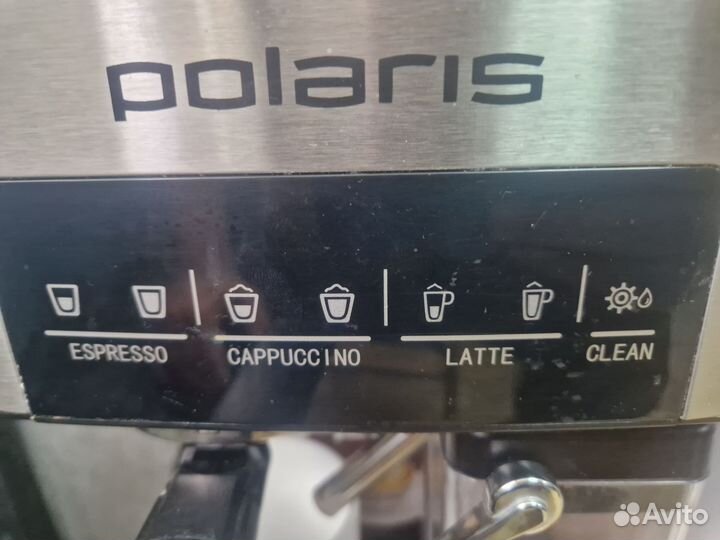 polaris
ESPRESSO CAPPUCCINO LATTE CLEAN
Avito